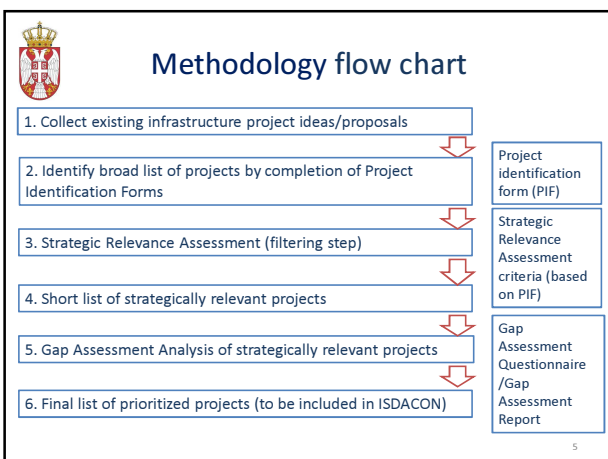 Methodology flow chart
1. Collect existing infrastructure project ideas/proposals
2. Identify broad list of projects by completion of Project
Identification Forms
Project
identification
form (PIF)
3. Strategic Relevance Assessment (filtering step)
Strategic
Relevance
Assessment
criteria (based
on PIF)
4. Short list of strategically relevant projects
5. Gap Assessment Analysis of strategically relevant projects
Gap
Assessment
Questionnaire
/Gap
Assessment
Report
6. Final list of prioritized projects (to be included in ISDACON)
5